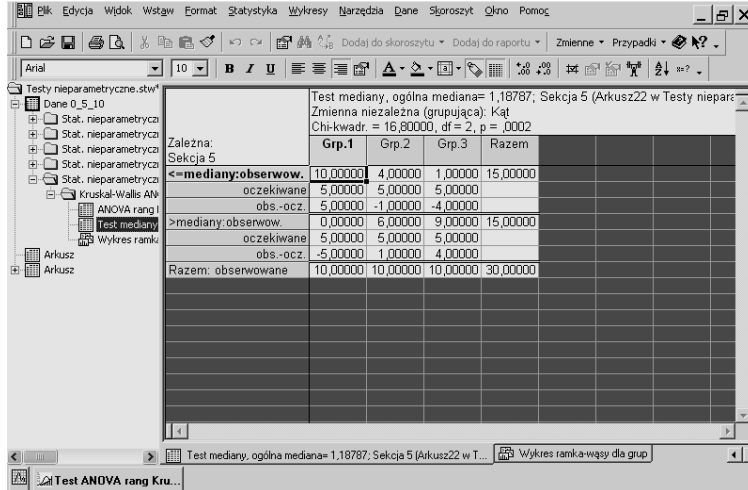 Plik Edycja Widok Wstaw Format Statystyka Wykresy Narzędzia Dane Skoroszyt Okno Pomoc
Dodaj do skoroszytu Dodaj do raportu Zmienne Przypadki
Arial 10 B I U
Testy nieparametryczne.stw*
Dane 0_5_10
Stat. nieparametrycz
Stat. nieparametrycz
Stat. nieparametrycz
Stat. nieparametrycz
Kruskal-Wallis AN
ANOVA rang
Test mediany
Wykres ramk
Arkusz
Arkusz
Test mediany, ogólna mediana= 1,18787; Sekcja 5 (Arkusz22 w Testy niepara
Zmienna niezależna (grupująca): Kąt
Chi-kwadr. = 16,80000, df = 2, p = ,0002
Zależna:
Sekcja 5
Grp.1 Grp.2 Grp.3 Razem
<=mediany:obserwow. 10,00000 4,00000 1,00000 15,00000
oczekiwane 5,00000 5,00000 5,00000
obs.-ocz. 5,00000 -1,00000 -4,00000
>mediany:obserwow. 0,00000 6,00000 9,00000 15,00000
oczekiwane 5,00000 5,00000 5,00000
obs.-ocz. -5,00000 1,00000 4,00000
Razem: obserwowane 10,00000 10,00000 10,00000 30,00000
Test mediany, ogólna mediana= 1,18787; Sekcja 5 (Arkusz22 w T... Wykres ramka-wąsy dla grup
Test ANOVA rang Kru...